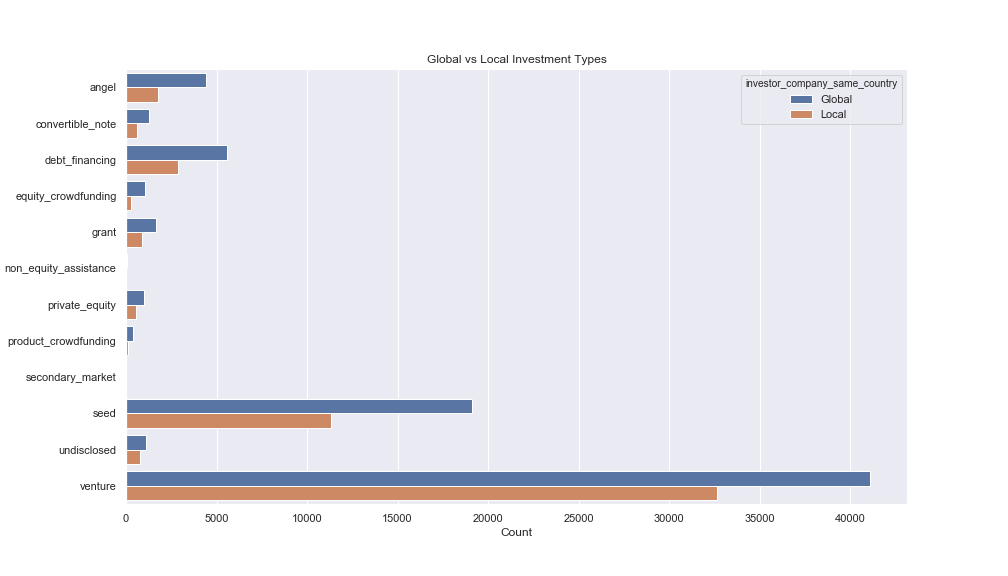 Global vs Local Investment Types
investor_company_same_country
Global
Local
angel
convertible_note
debt_financing
equity_crowdfunding
grant
non_equity_assistance
private_equity
product_crowdfunding
secondary_market
seed
undisclosed
venture
0 5000 10000 15000 20000 25000 30000 35000 40000
Count